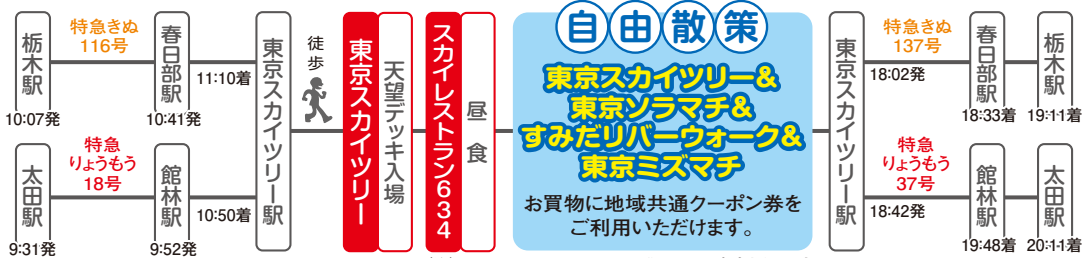 栃木駅
10:07発
特急きぬ
116号
春日部駅
10:41発
11:10着
太田駅
9:31発
特急
りょうもう
18号
館林駅
9:52発
10:50着
東京スカイツリー駅
徒歩
東京スカイツリー
天望デッキ入場
スカイレストラン634
昼食
自由散策
東京スカイツリー&
東京ソラマチ&
すみだリバーウォーク&
東京ミズマチ
お買物に地域共通クーポン券を
ご利用いただけます。
東京スカイツリー駅
18:02発
特急きぬ
137号
春日部駅
18:33着
栃木駅
19:11着
18:42発
特急
りょうもう
37号
館林駅
19:48着
太田駅
20:11着